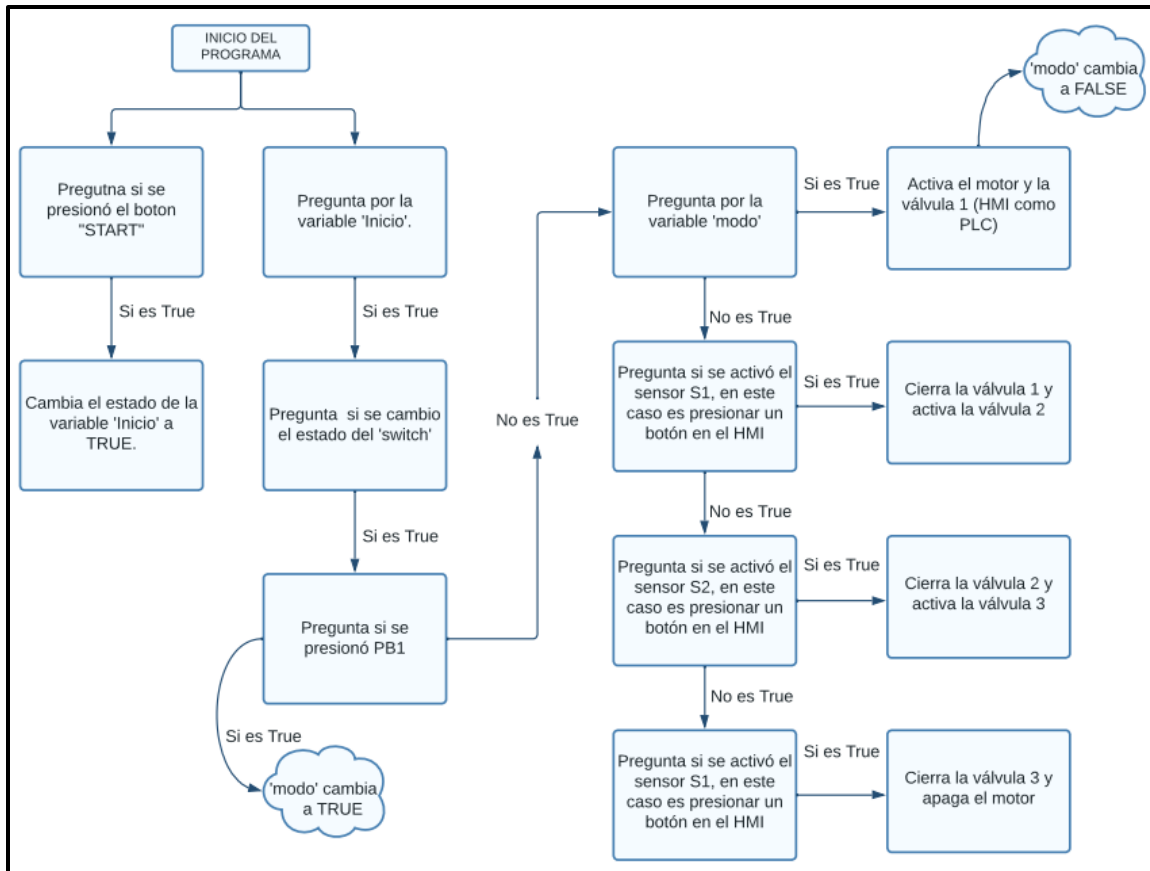 INICIO DEL
PROGRAMA
Pregutna si se
presionó el boton
"START"
Si es True
Cambia el estado de la
variable 'Inicio' a
TRUE.
Pregunta por la
variable 'Inicio'.
Si es True
Pregunta si se cambio
el estado del 'switch'
Si es True
Pregunta si se
presionó PB1
Si es True
'modo' cambia
a TRUE
No es True
Pregunta por la
variable 'modo'
Si es True
Activa el motor y la
válvula 1 (HMI como
PLC)
'modo' cambia
a FALSE
No es True
Pregunta si se activó el
sensor S1, en este
caso es presionar un
botón en el HMI
Si es True
Cierra la válvula 1 y
activa la válvula 2
No es True
Pregunta si se activó el
sensor S2, en este
caso es presionar un
botón en el HMI
Si es True
Cierra la válvula 2 y
activa la válvula 3
No es True
Pregunta si se activó el
sensor S1, en este
caso es presionar un
botón en el HMI
Si es True
Cierra la válvula 3 y
apaga el motor